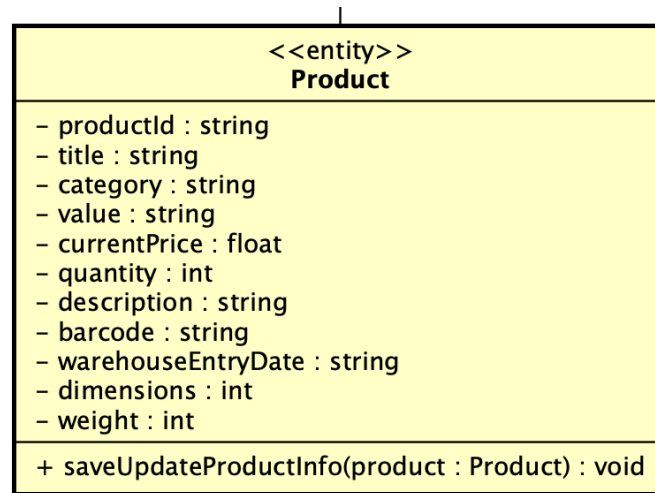 <<entity>>
Product
- productId : string
- title : string
- category : string
- value : string
- currentPrice : float
- quantity : int
- description : string
- barcode : string
- warehouseEntryDate : string
- dimensions : int
- weight : int
+ saveUpdateProductInfo(product : Product) : void